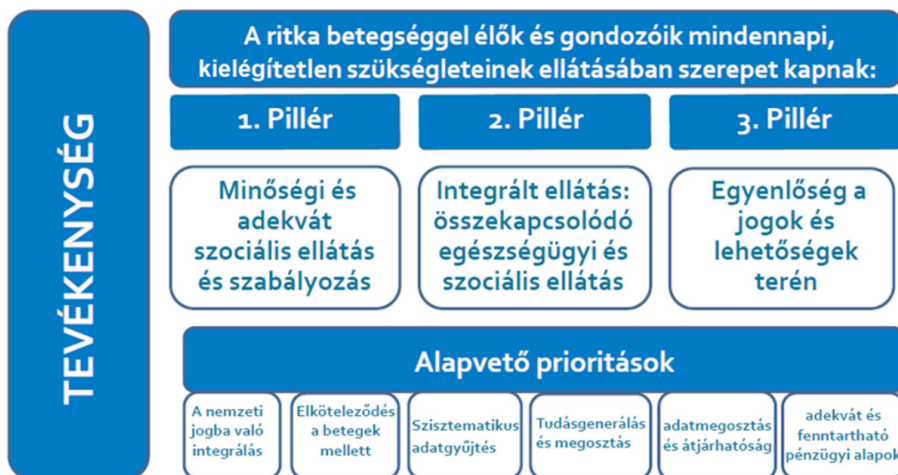 TEVÉKENYSÉG
A ritka betegséggel élők és gondozóik mindennapi,
kielégítetlen szükségleteinek ellátásában szerepet kapnak:
1. Pillér
2. Pillér
3. Pillér
Minőségi és
adekvát
szociális ellátás
és szabályozás
Integrált ellátás:
összekapcsolódó
egészségügyi és
szociális ellátás
Egyenlőség a
jogok és
lehetőségek
terén
Alapvető prioritások
A nemzeti
jogba való
integrálás
Elköteleződés
a betegek
mellett
Szisztematikus
adatgyűjtés
Tudásgenerálás
és megosztás
adatmegosztás
és átjárhatóság
adekvát és
fenntartható
pénzügyi alapok